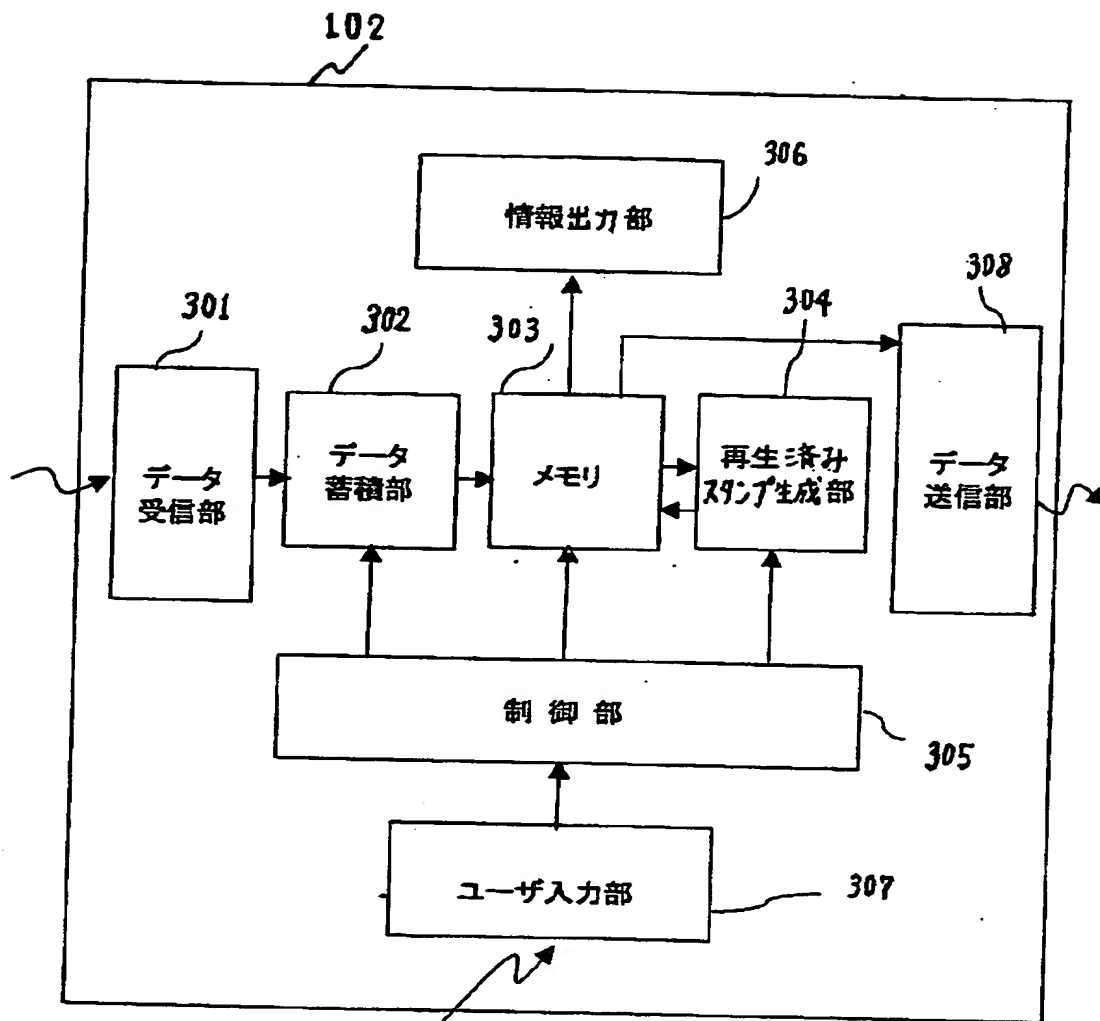 102
306
情報出力部
308
301
302
303
304
データ
受信部
データ
蓄積部
メモリ
再生済み
スタンプ生成部
データ
送信部
制御部
305
ユーザ入力部
307